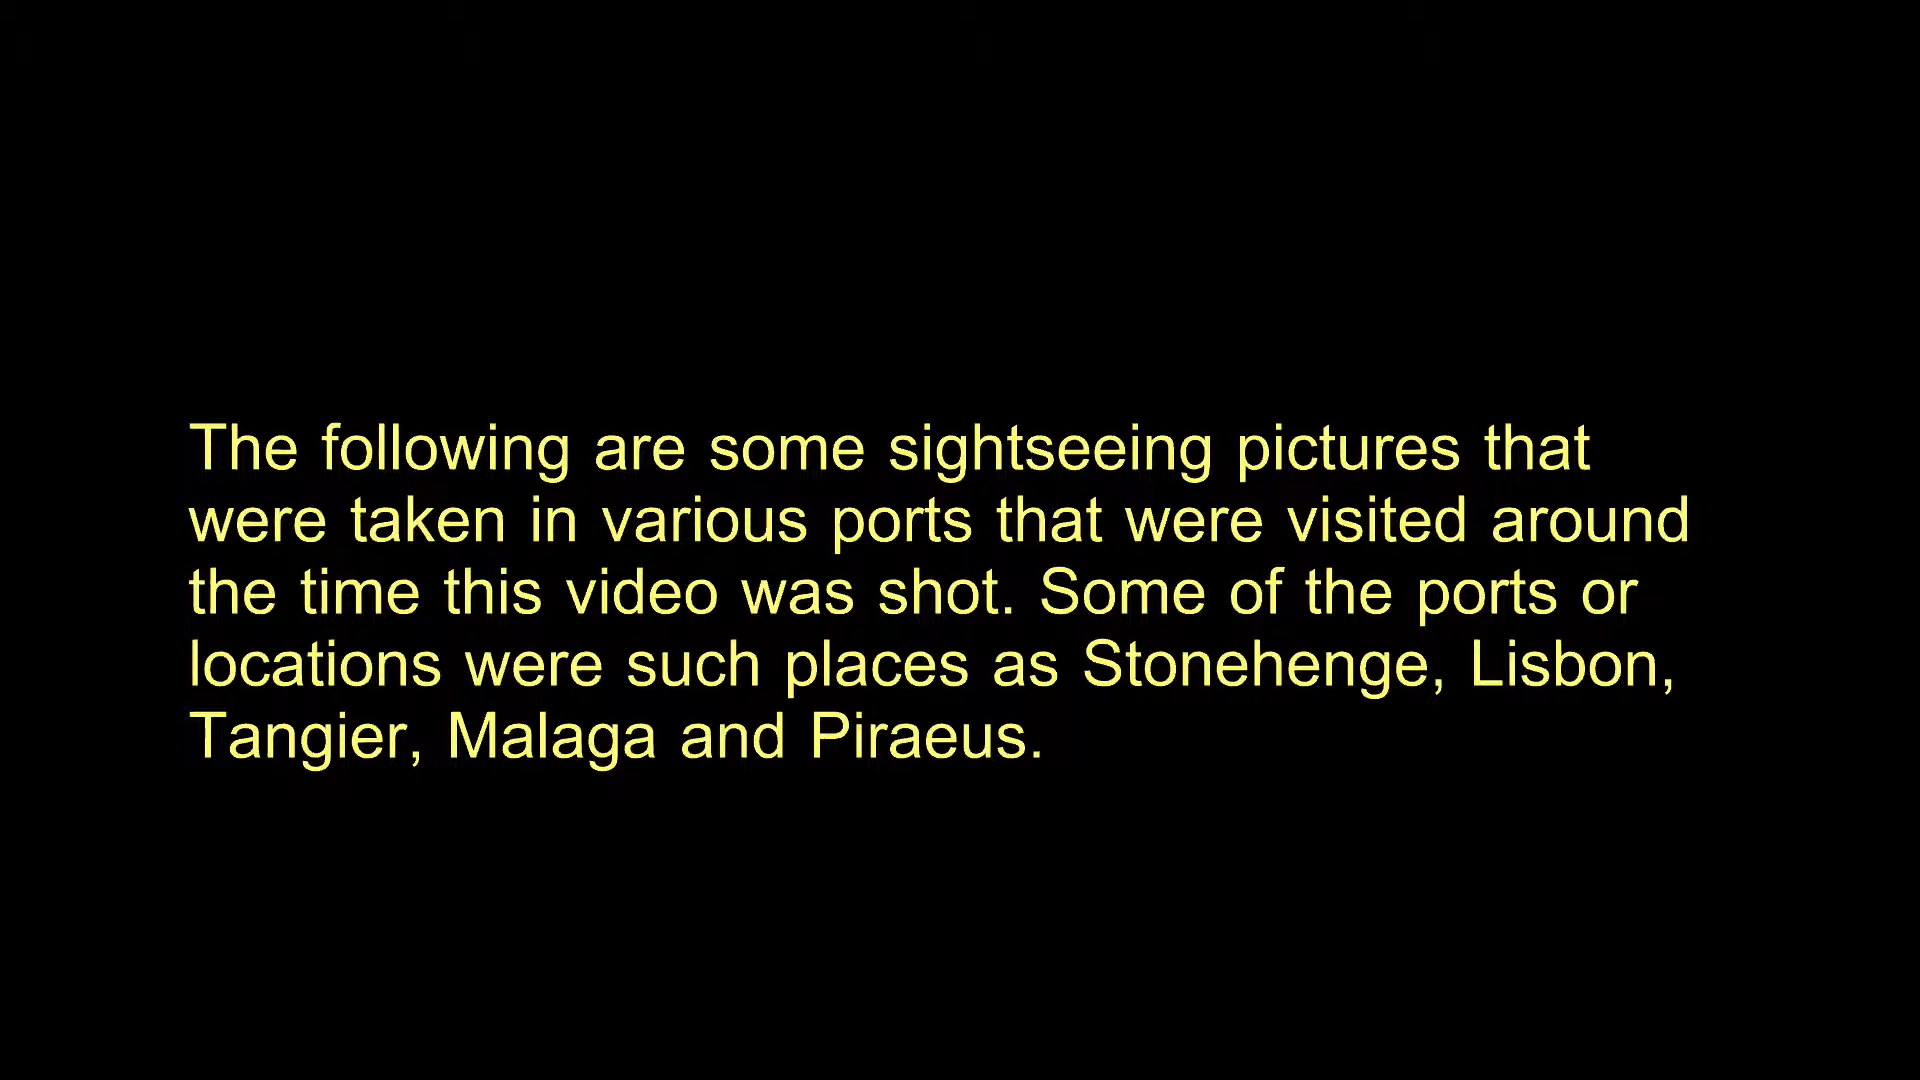 The following are some sightseeing pictures that
were taken in various ports that were visited around
the time this video was shot. Some of the ports or
locations were such places as Stonehenge, Lisbon,
Tangier, Malaga and Piraeus.